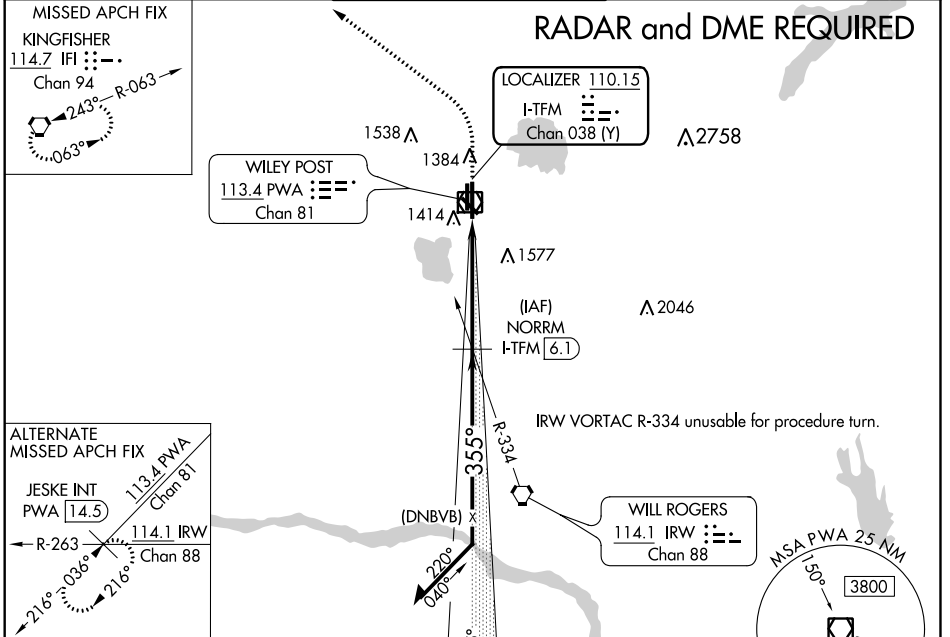 MISSED APCH FIX
KINGFISHER
114.7 IFI
Chan 94
243° R-063
063°
RADAR and DME REQUIRED
LOCALIZER 110.15
I-TFM
Chan 038 (Y)
1538
1384
2758
WILEY POST
113.4 PWA
Chan 81
1414
1577
(IAF)
NORRM
I-TFM 6.1
2046
IRW VORTAC R-334 unusable for procedure turn.
R-334
355°
(DNBVB)
220°
040°
WILL ROGERS
114.1 IRW
Chan 88
ALTERNATE
MISSED APCH FIX
JESKE INT
PWA 14.5
113.4 PWA
Chan 81
R-263
114.1 IRW
Chan 88
036°
216°
216°
MSA PWA 25 NM
150°
3800